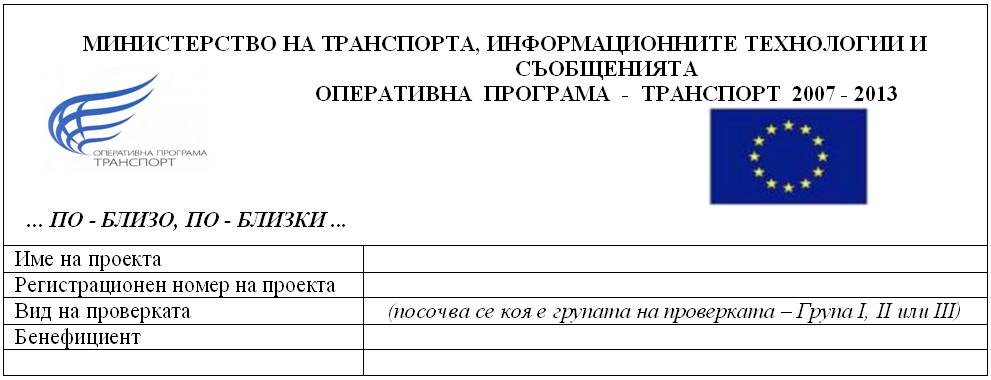 МИНИСТЕРСТВО НА ТРАНСПОРТА, ИНФОРМАЦИОННИТЕ ТЕХНОЛОГИИ И
СЪОБЩЕНИЯТА
ОПЕРАТИВНА ПРОГРАМА - ТРАНСПОРТ 2007 - 2013
ОПЕРАТИВНА ПРОГРАМА
ТРАНСПОРТ
... ПО - БЛИЗО, ПО - БЛИЗКИ ...
Име на проекта
Регистрационен номер на проекта
Вид на проверката (посочва се коя е групата на проверката – Група I, II или III)
Бенефициент